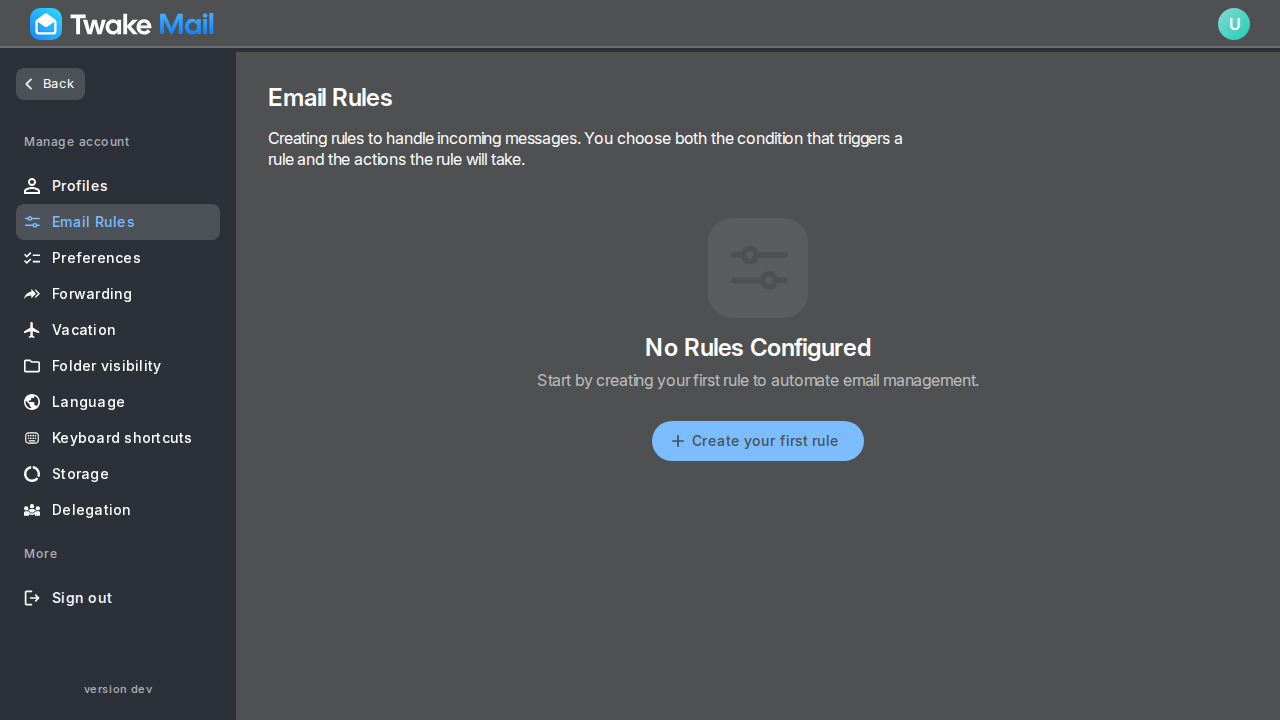 Twake Mail
U
Back
Manage account
Profiles
Email Rules
Preferences
Forwarding
Vacation
Folder visibility
Language
Keyboard shortcuts
Storage
Delegation
More
Sign out
version dev
Email Rules
Creating rules to handle incoming messages. You choose both the condition that triggers a
rule and the actions the rule will take.
No Rules Configured
Start by creating your first rule to automate email management.
Create your first rule